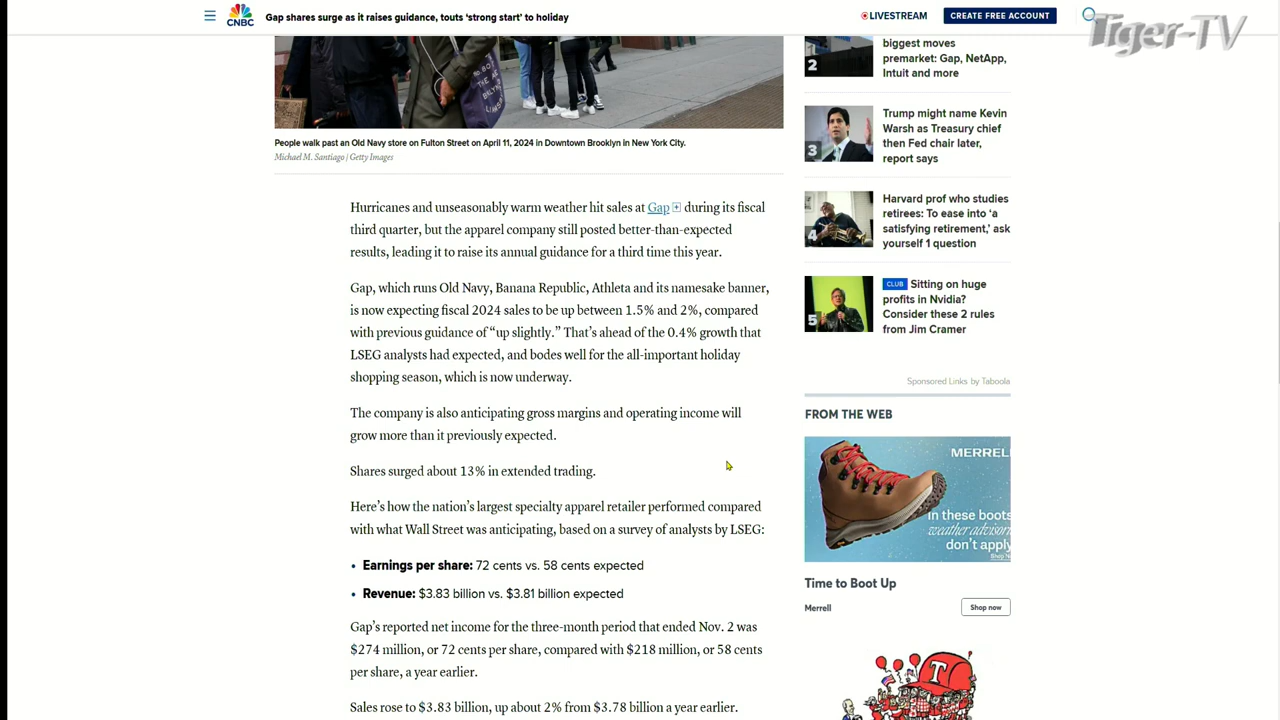 CNBC
Gap shares surge as it raises guidance, touts ‘strong start’ to holiday
LIVESTREAM
CREATE FREE ACCOUNT
Tiger-TV
People walk past an Old Navy store on Fulton Street on April 11, 2024 in Downtown Brooklyn in New York City.
Michael M. Santiago | Getty Images
Hurricanes and unseasonably warm weather hit sales at Gap during its fiscal
third quarter, but the apparel company still posted better-than-expected
results, leading it to raise its annual guidance for a third time this year.
Gap, which runs Old Navy, Banana Republic, Athleta and its namesake banner,
is now expecting fiscal 2024 sales to be up between 1.5% and 2%, compared
with previous guidance of “up slightly.” That’s ahead of the 0.4% growth that
LSEG analysts had expected, and bodes well for the all-important holiday
shopping season, which is now underway.
The company is also anticipating gross margins and operating income will
grow more than it previously expected.
Shares surged about 13% in extended trading.
Here’s how the nation’s largest specialty apparel retailer performed compared
with what Wall Street was anticipating, based on a survey of analysts by LSEG:
• Earnings per share: 72 cents vs. 58 cents expected
• Revenue: $3.83 billion vs. $3.81 billion expected
Gap’s reported net income for the three-month period that ended Nov. 2 was
$274 million, or 72 cents per share, compared with $218 million, or 58 cents
per share, a year earlier.
Sales rose to $3.83 billion, up about 2% from $3.78 billion a year earlier.
2
biggest moves
premarket: Gap, NetApp,
Intuit and more
3
Trump might name Kevin
Warsh as Treasury chief
then Fed chair later,
report says
4
Harvard prof who studies
retirees: To ease into ‘a
satisfying retirement,’ ask
yourself 1 question
5
CLUB Sitting on huge
profits in Nvidia?
Consider these 2 rules
from Jim Cramer
Sponsored Links by Taboola
FROM THE WEB
MERREL
in these boots
weather advisor
don't apply
Time to Boot Up
Merrell
Shop now
T